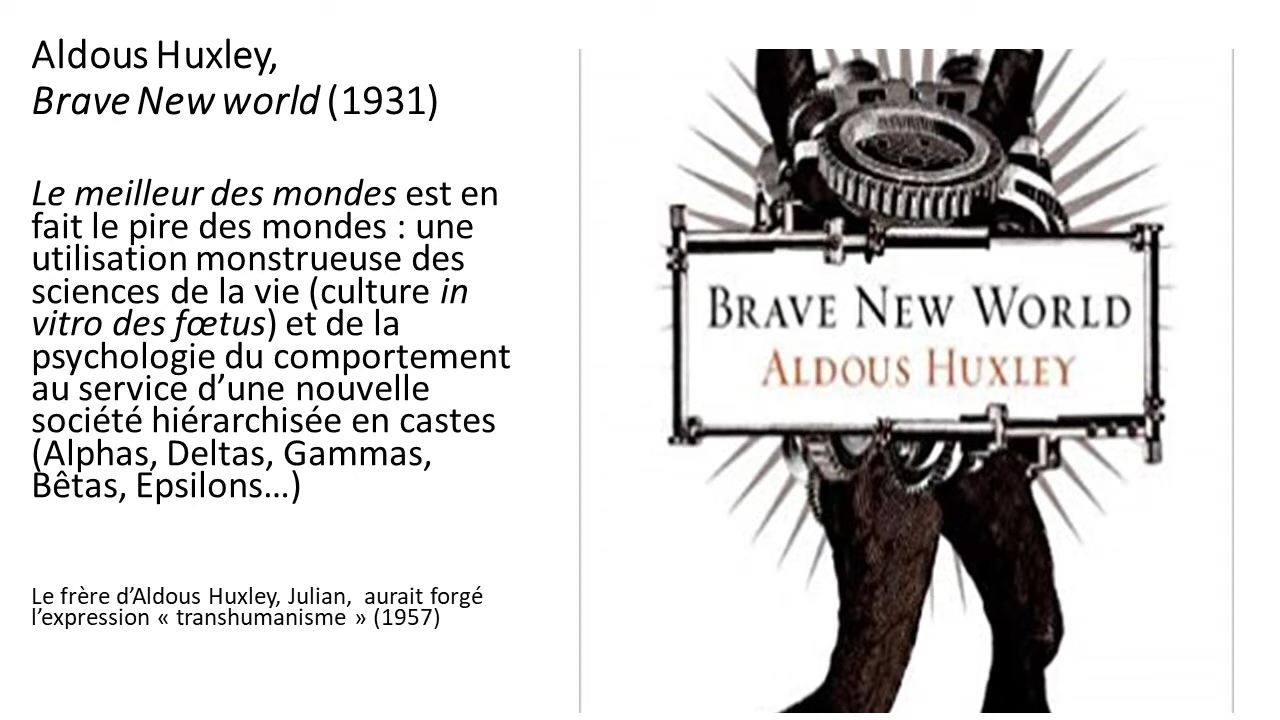 Aldous Huxley,
Brave New world (1931)
Le meilleur des mondes est en
fait le pire des mondes : une
utilisation monstrueuse des
sciences de la vie (culture in
vitro des fœtus) et de la
psychologie du comportement
au service d’une nouvelle
société hiérarchisée en castes
(Alphas, Deltas, Gammas,
Bêtas, Epsilons…)
Le frère d’Aldous Huxley, Julian, aurait forgé
l’expression « transhumanisme » (1957)
BRAVE NEW WORLD
ALDOUS HUXLEY